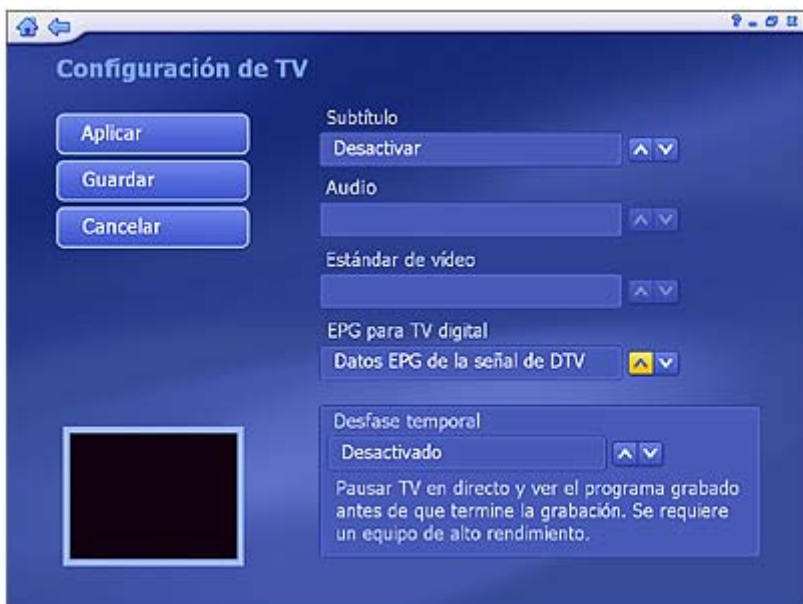 Configuración de TV
Aplicar
Guardar
Cancelar
Subtítulo
Desactivar
Audio
Estándar de vídeo
EPG para TV digital
Datos EPG de la señal de DTV
Desfase temporal
Desactivado
Pausar TV en directo y ver el programa grabado
antes de que termine la grabación. Se requiere
un equipo de alto rendimiento.